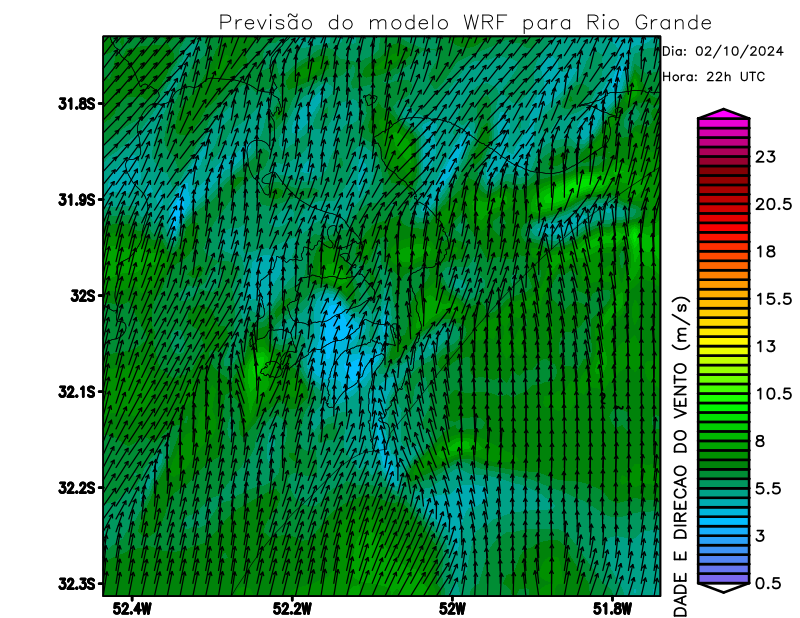 Previsão do modelo WRF para Rio Grande
Dia: 02/10/2024
Hora: 22h UTC
31.8S
31.9S
32S
32.1S
32.2S
32.3S
52.4W
52.2W
52W
51.8W
DADE E DIRECAO DO VENTO (m/s)
23
20.5
18
15.5
13
10.5
8
5.5
3
0.5